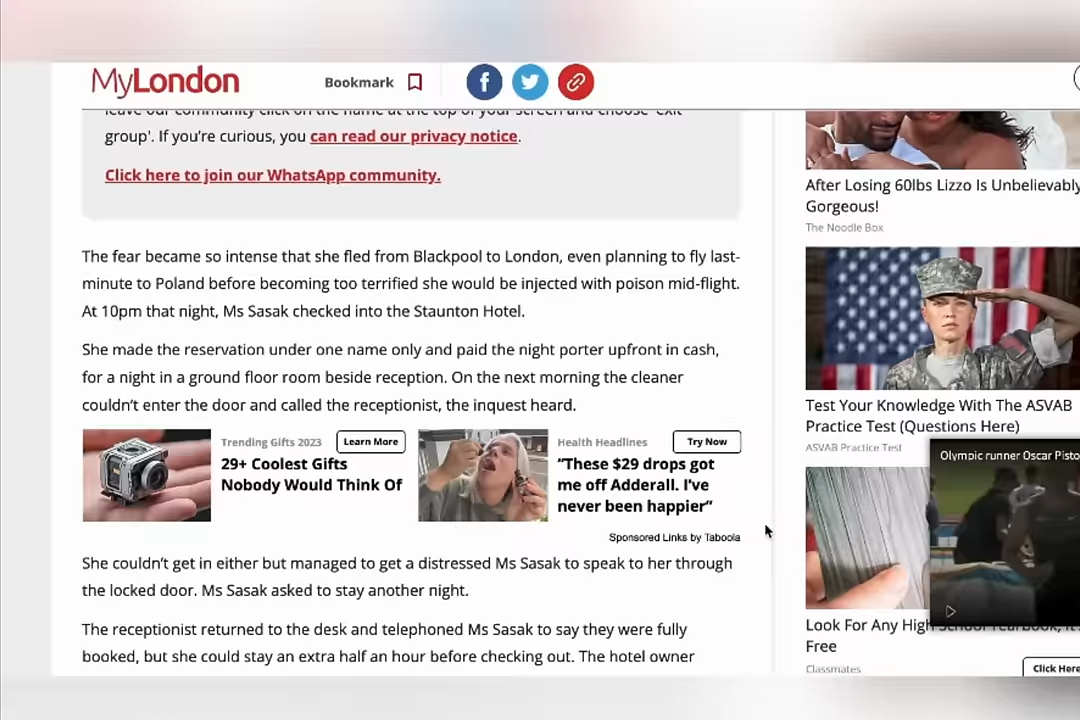 MyLondon
Bookmark
leave our community click on the name at the top of your screen and choose 'exit
group'. If you're curious, you can read our privacy notice.
Click here to join our WhatsApp community.
The fear became so intense that she fled from Blackpool to London, even planning to fly last-
minute to Poland before becoming too terrified she would be injected with poison mid-flight.
At 10pm that night, Ms Sasak checked into the Staunton Hotel.
She made the reservation under one name only and paid the night porter upfront in cash,
for a night in a ground floor room beside reception. On the next morning the cleaner
couldn't enter the door and called the receptionist, the inquest heard.
Trending Gifts 2023
Learn More
29+ Coolest Gifts
Nobody Would Think Of
Health Headlines
Try Now
"These $29 drops got
me off Adderall. I've
never been happier"
Sponsored Links by Taboola
She couldn't get in either but managed to get a distressed Ms Sasak to speak to her through
the locked door. Ms Sasak asked to stay another night.
The receptionist returned to the desk and telephoned Ms Sasak to say they were fully
booked, but she could stay an extra half an hour before checking out. The hotel owner
After Losing 60lbs Lizzo Is Unbelievably
Gorgeous!
The Noodle Box
Test Your Knowledge With The ASVAB
Practice Test (Questions Here)
ASVAB Practice Test
Olympic runner Oscar Pisto
Look For Any High School Yearbook, It's
Free
Classmates
Click Here